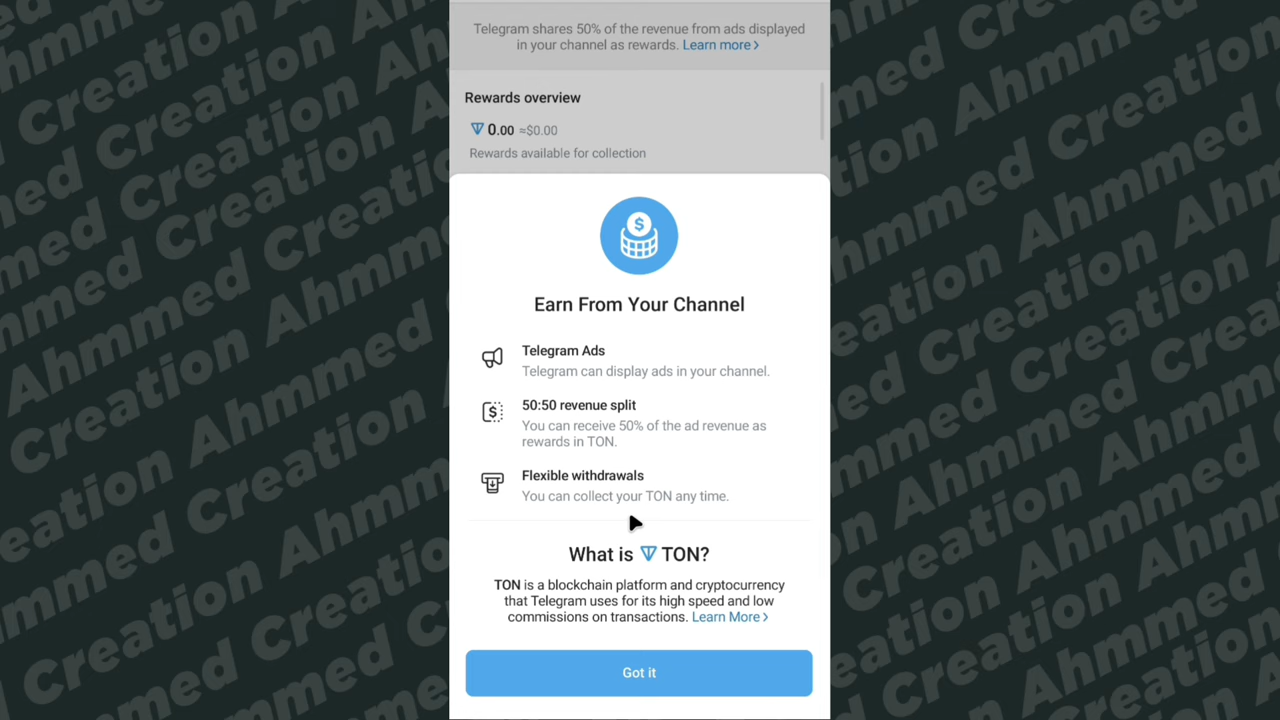 Telegram shares 50% of the revenue from ads displayed
in your channel as rewards. Learn more >
Rewards overview
0.00 ≈$0.00
Rewards available for collection
Earn From Your Channel
Telegram Ads
Telegram can display ads in your channel.
50:50 revenue split
You can receive 50% of the ad revenue as
rewards in TON.
Flexible withdrawals
You can collect your TON any time.
What is TON?
TON is a blockchain platform and cryptocurrency
that Telegram uses for its high speed and low
commissions on transactions. Learn More >
Got it
Ahmmed Creation